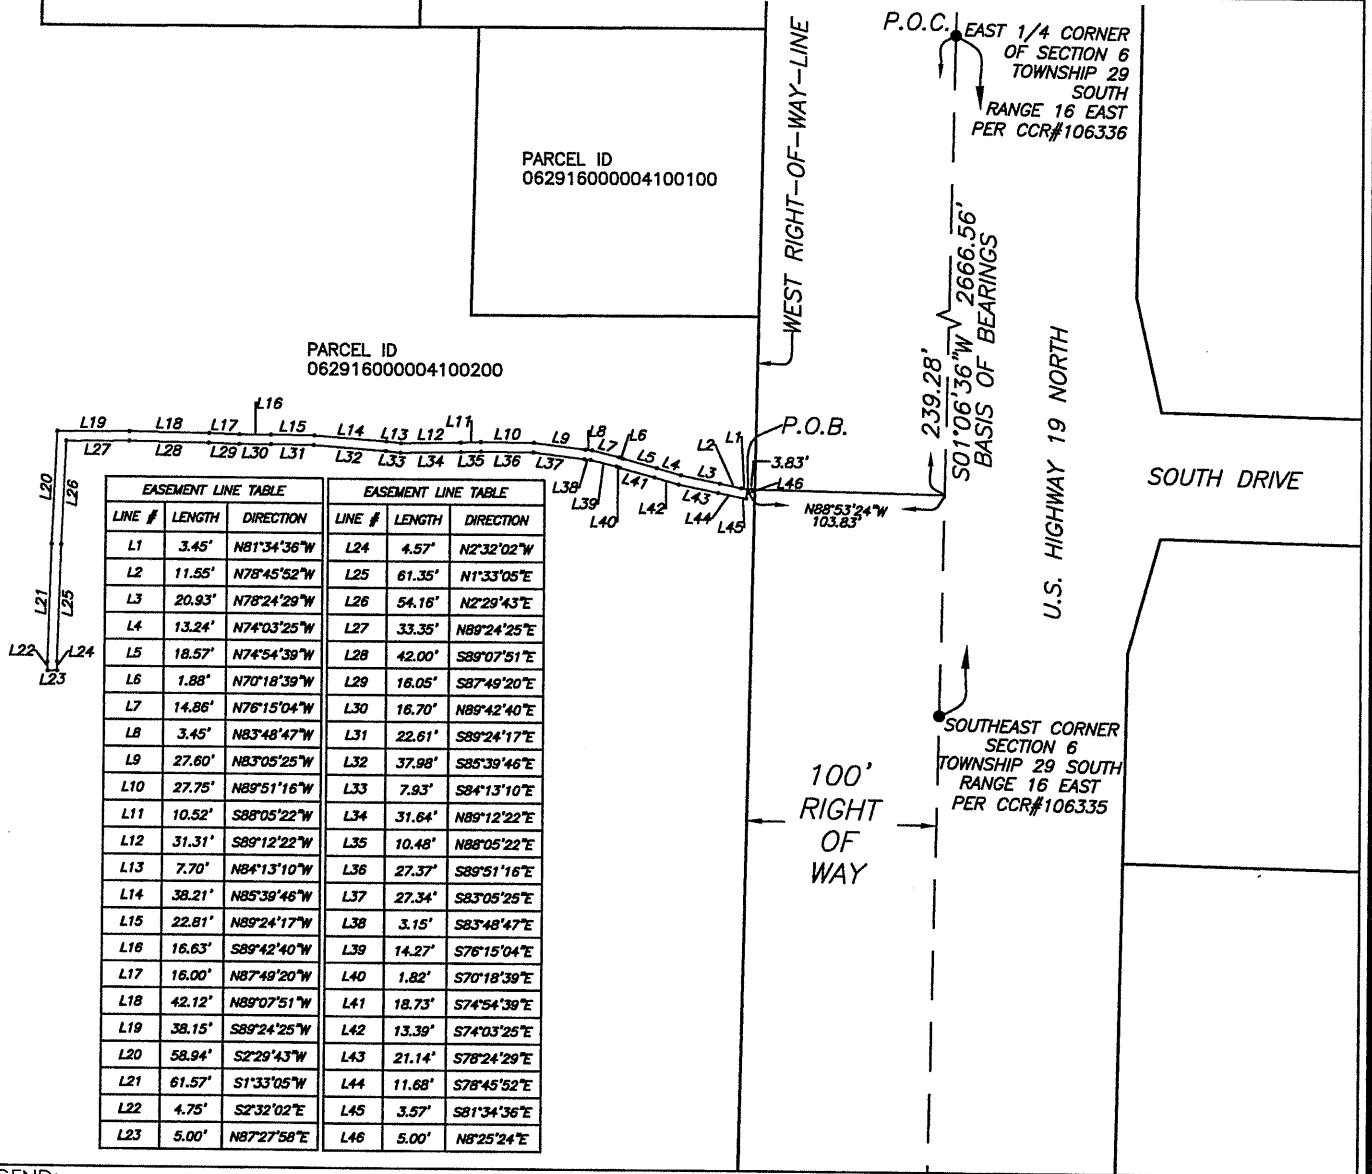 P.O.C.
EAST 1/4 CORNER
OF SECTION 6
TOWNSHIP 29
SOUTH
RANGE 16 EAST
PER CCR#106336
WEST RIGHT-OF-WAY-LINE
PARCEL ID
062916000004100100
239.28'
S01°06'36"W 2666.56'
BASIS OF BEARINGS
U.S. HIGHWAY 19 NORTH
SOUTH DRIVE
PARCEL ID
062916000004100200
L16
L19 L18 L17 L15 L14 L13 L12 L11 L10 L9 L8 L7 L6 L5 L4 L3 L2 L1
P.O.B.
3.83'
L46
N88°53'24"W
103.83'
L27 L28 L29 L30 L31 L32 L33 L34 L35 L36 L37 L38 L39 L40 L41 L42 L43 L44 L45
L20 L26
L21 L25
L22 L24
L23
EASEMENT LINE TABLE
LINE # LENGTH DIRECTION
L1 3.45' N81°34'36"W
L2 11.55' N78°45'52"W
L3 20.93' N78°24'29"W
L4 13.24' N74°03'25"W
L5 18.57' N74°54'39"W
L6 1.88' N70°18'39"W
L7 14.86' N76°15'04"W
L8 3.45' N83°48'47"W
L9 27.60' N83°05'25"W
L10 27.75' N89°51'16"W
L11 10.52' S88°05'22"W
L12 31.31' S89°12'22"W
L13 7.70' N84°13'10"W
L14 38.21' N85°39'46"W
L15 22.81' N89°24'17"W
L16 16.63' S89°42'40"W
L17 16.00' N87°49'20"W
L18 42.12' N89°07'51"W
L19 38.15' S89°24'25"W
L20 58.94' S2°29'43"W
L21 61.57' S1°33'05"W
L22 4.75' S2°32'02"E
L23 5.00' N87°27'58"E
EASEMENT LINE TABLE
LINE # LENGTH DIRECTION
L24 4.57' N2°32'02"W
L25 61.35' N1°33'05"E
L26 54.16' N2°29'43"E
L27 33.35' N89°24'25"E
L28 42.00' S89°07'51"E
L29 16.05' S87°49'20"E
L30 16.70' N89°42'40"E
L31 22.61' S89°24'17"E
L32 37.98' S85°39'46"E
L33 7.93' S84°13'10"E
L34 31.64' N89°12'22"E
L35 10.48' N88°05'22"E
L36 27.37' S89°51'16"E
L37 27.34' S83°05'25"E
L38 3.15' S83°48'47"E
L39 14.27' S76°15'04"E
L40 1.82' S70°18'39"E
L41 18.73' S74°54'39"E
L42 13.39' S74°03'25"E
L43 21.14' S78°24'29"E
L44 11.68' S78°45'52"E
L45 3.57' S81°34'36"E
L46 5.00' N8°25'24"E
SOUTHEAST CORNER
SECTION 6
TOWNSHIP 29 SOUTH
RANGE 16 EAST
PER CCR#106335
100'
RIGHT
OF
WAY